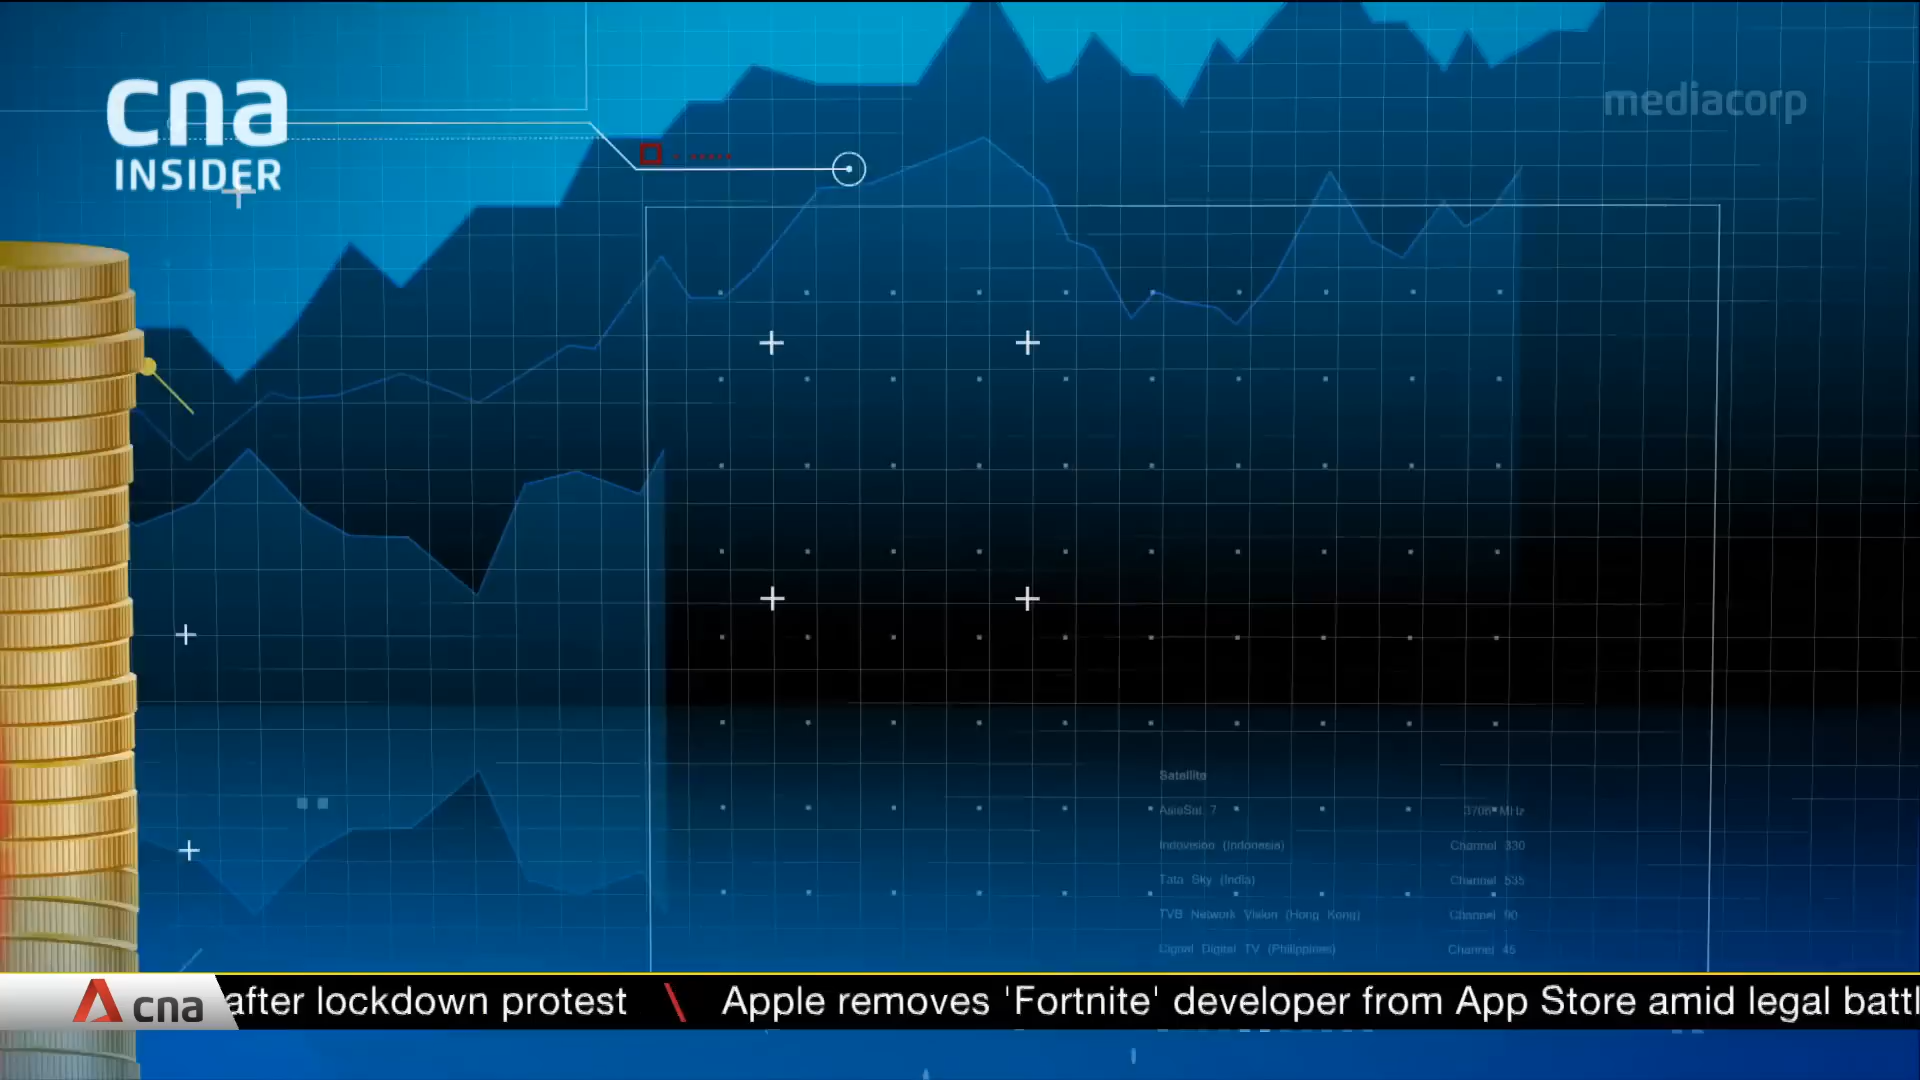 cna
INSIDER
mediacorp
Satellite
AsiaSat 7 3706 MHz
Indovision (Indonesia) Channel 330
Tata Sky (India) Channel 535
TVB Network Vision (Hong Kong) Channel 90
Cignal Digital TV (Philippines) Channel 45
cna after lockdown protest \ Apple removes 'Fortnite' developer from App Store amid legal battl